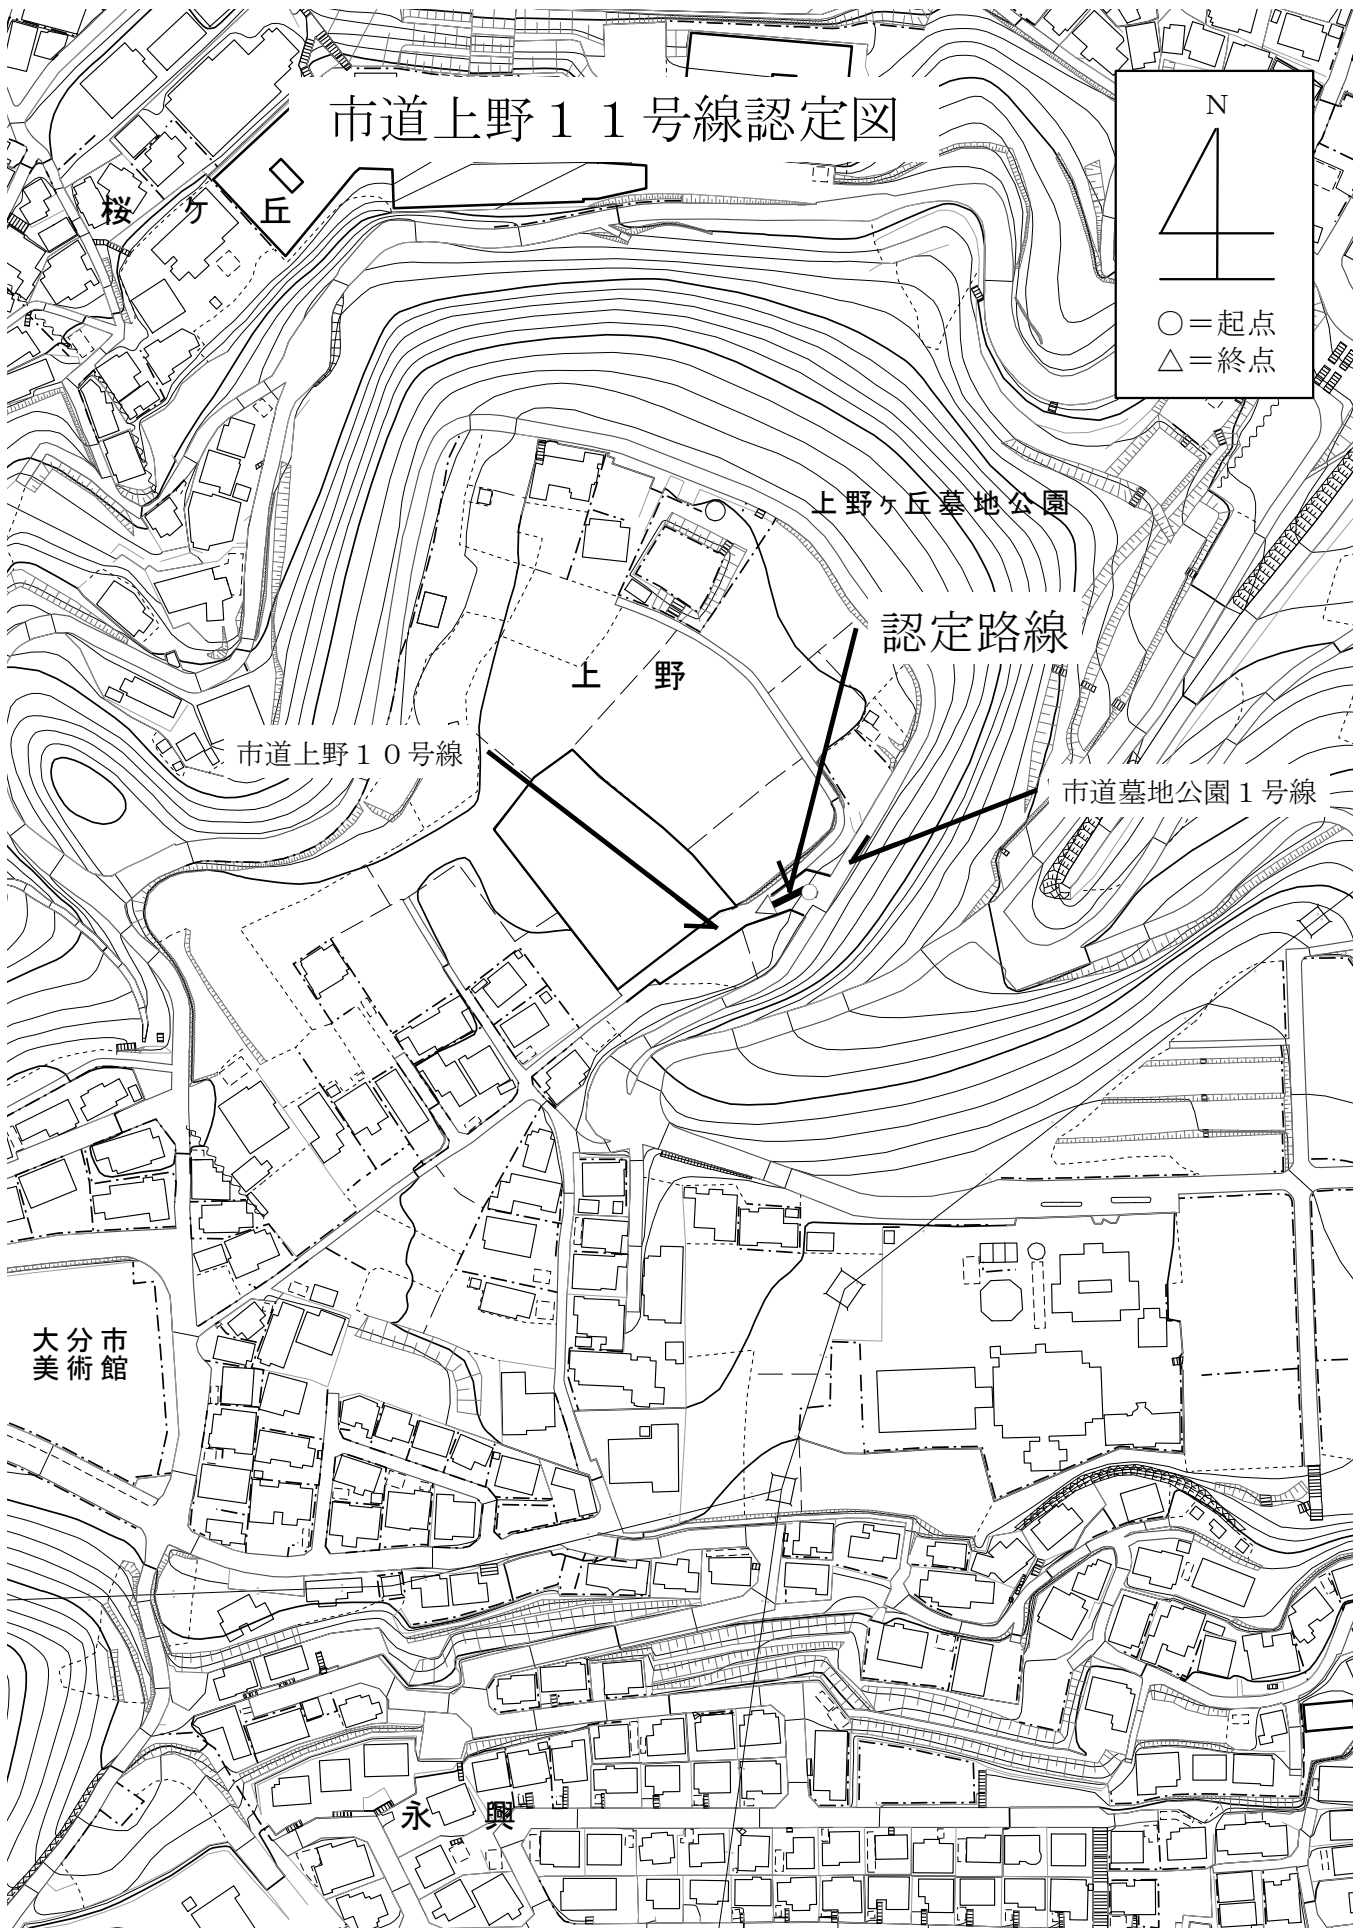 市道上野１１号線認定図
N
○＝起点
△＝終点
桜ヶ丘
上野ヶ丘墓地公園
認定路線
上野
市道上野１０号線
市道墓地公園１号線
大分市
美術館
永興